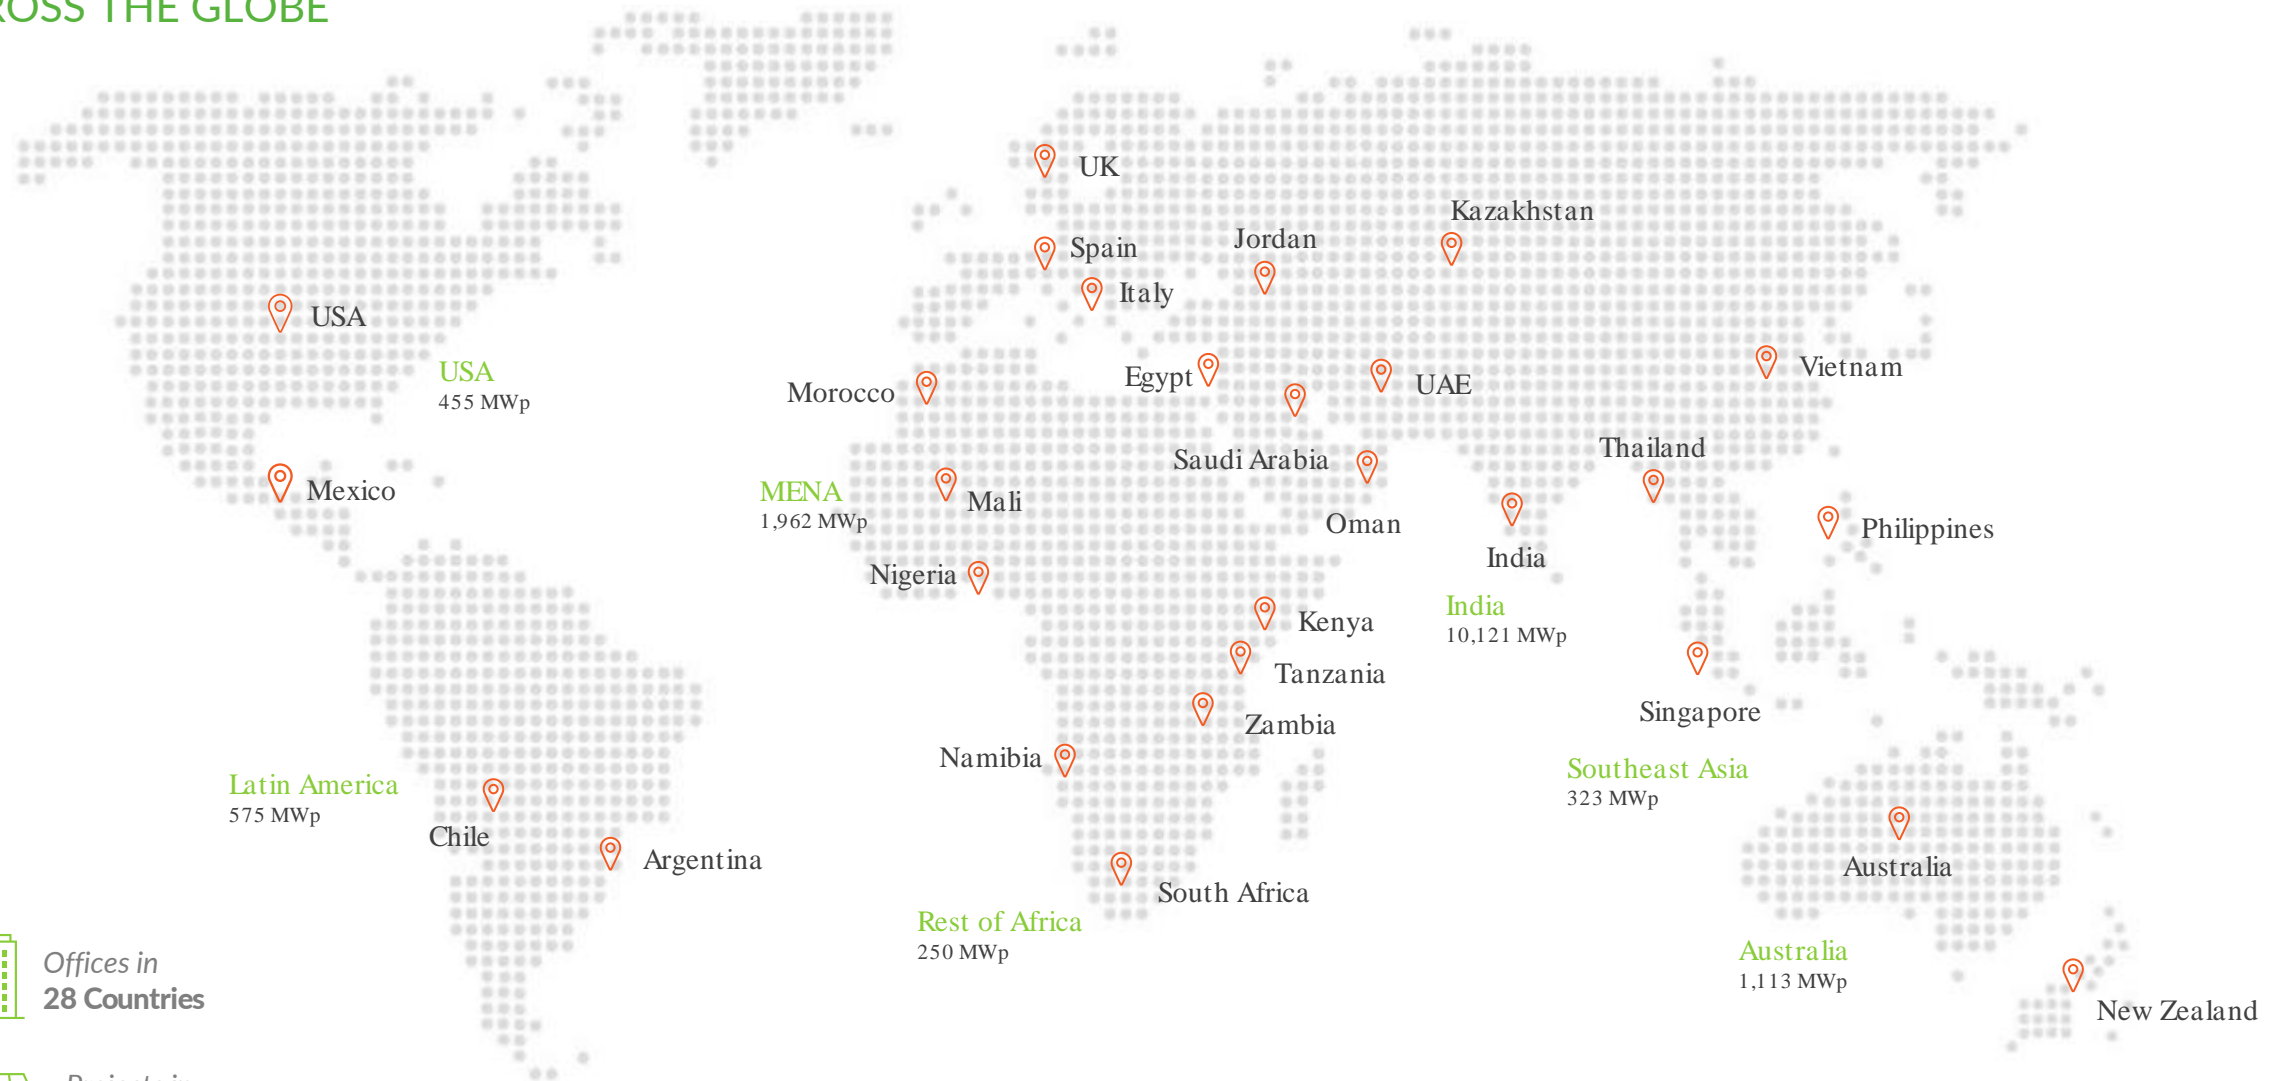 ROSS THE GLOBE
UK
Kazakhstan
Jordan
Spain
Italy
USA
USA
455 MWp
Morocco
Egypt
UAE
Vietnam
Saudi Arabia
Thailand
Mexico
MENA
1,962 MWp
Mali
Oman
India
Philippines
Nigeria
India
10,121 MWp
Kenya
Tanzania
Zambia
Singapore
Namibia
Latin America
575 MWp
Southeast Asia
323 MWp
Chile
Argentina
Australia
South Africa
Rest of Africa
250 MWp
Australia
1,113 MWp
New Zealand
Offices in
28 Countries
Projects in